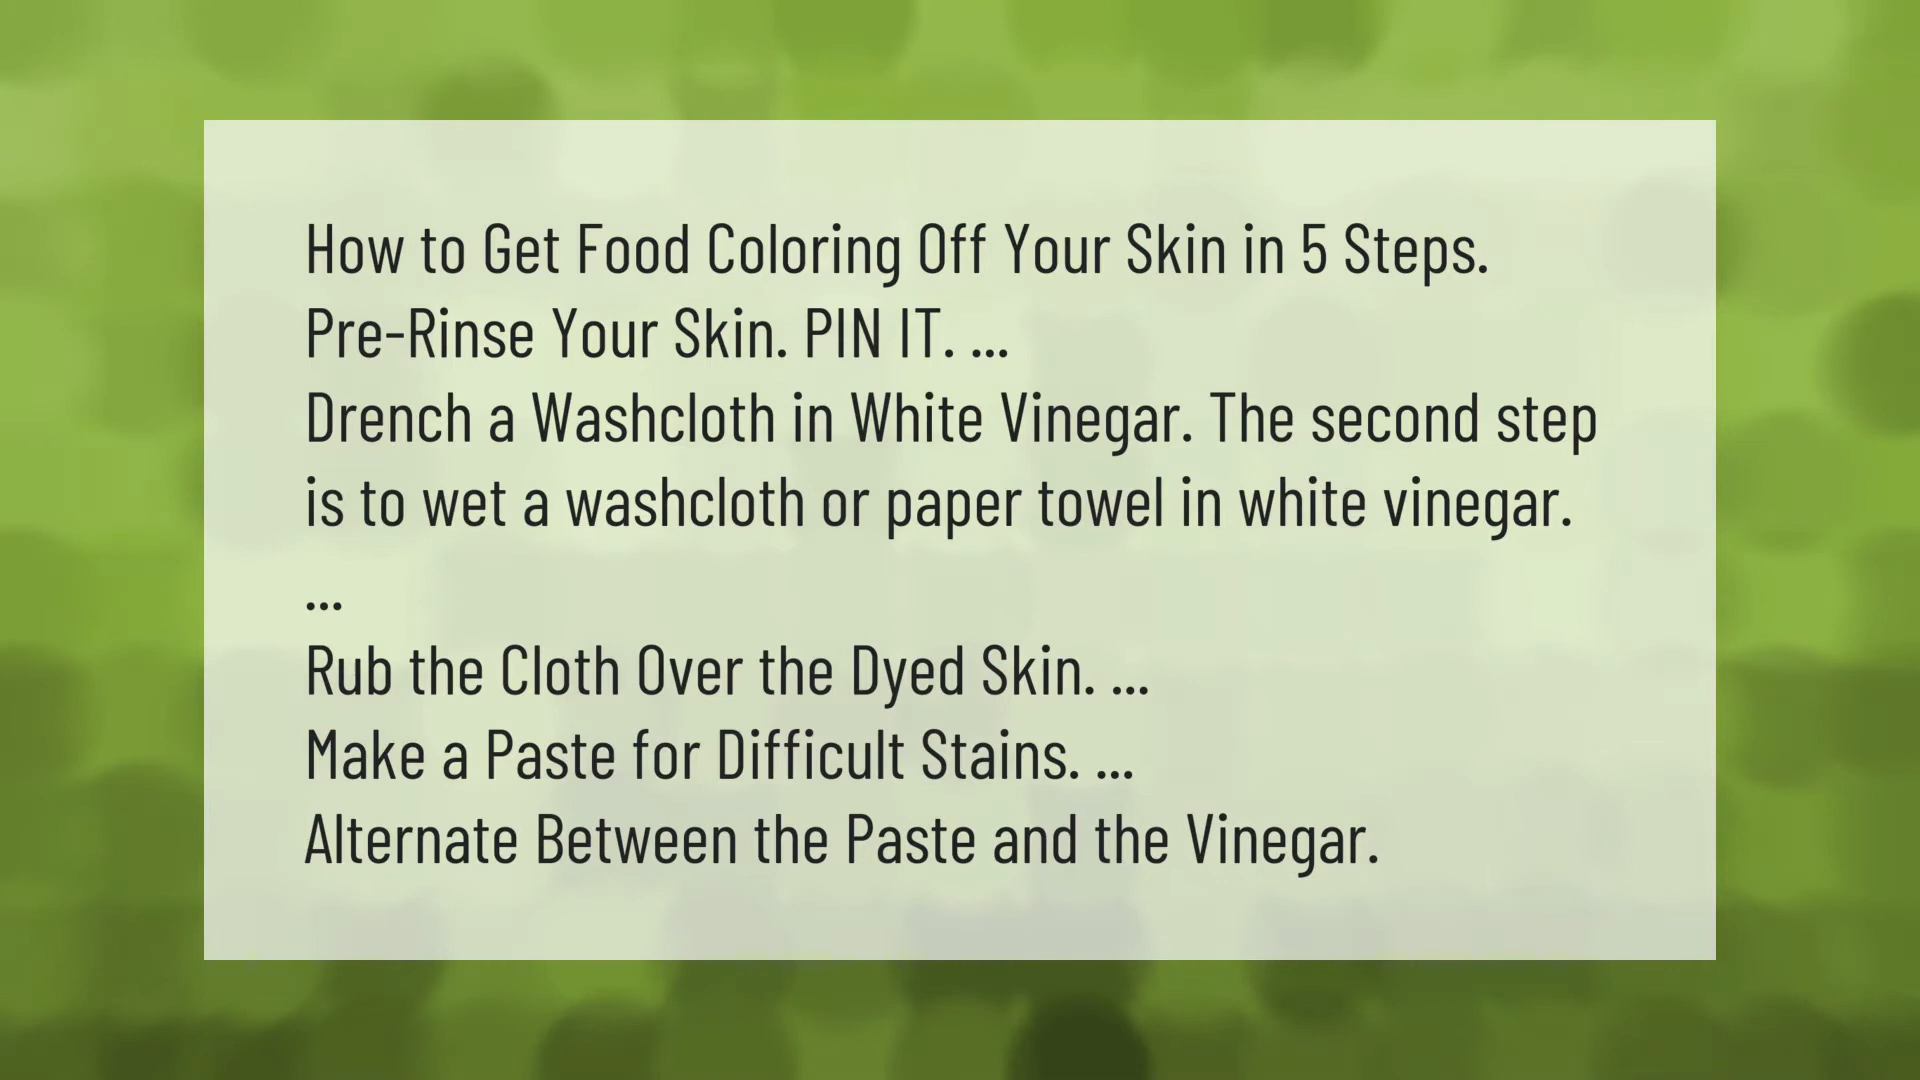 How to Get Food Coloring Off Your Skin in 5 Steps.
Pre-Rinse Your Skin. PIN IT. ...
Drench a Washcloth in White Vinegar. The second step
is to wet a washcloth or paper towel in white vinegar.
...
Rub the Cloth Over the Dyed Skin. ...
Make a Paste for Difficult Stains. ...
Alternate Between the Paste and the Vinegar.